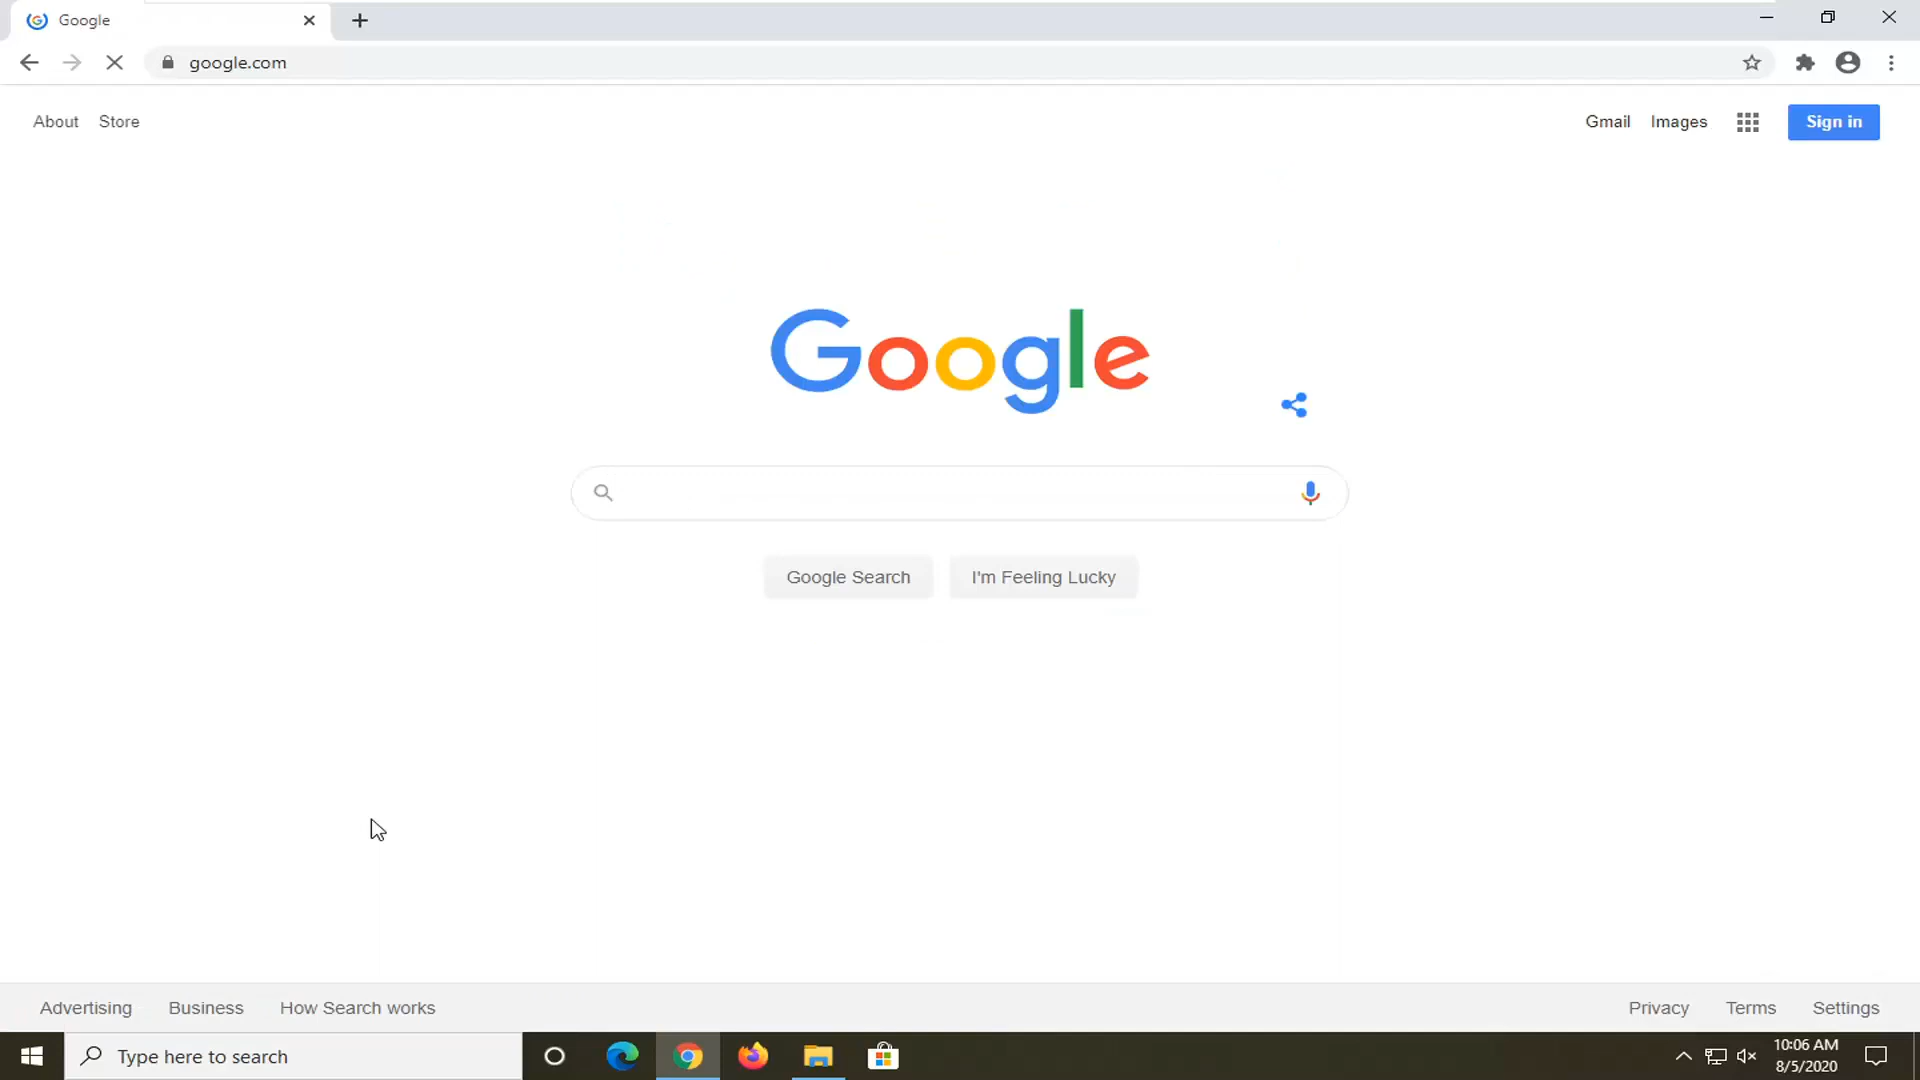 Google
google.com
About Store
Gmail Images Sign in
Google
Google Search I'm Feeling Lucky
Advertising Business How Search works
Privacy Terms Settings
Type here to search
10:06 AM
8/5/2020